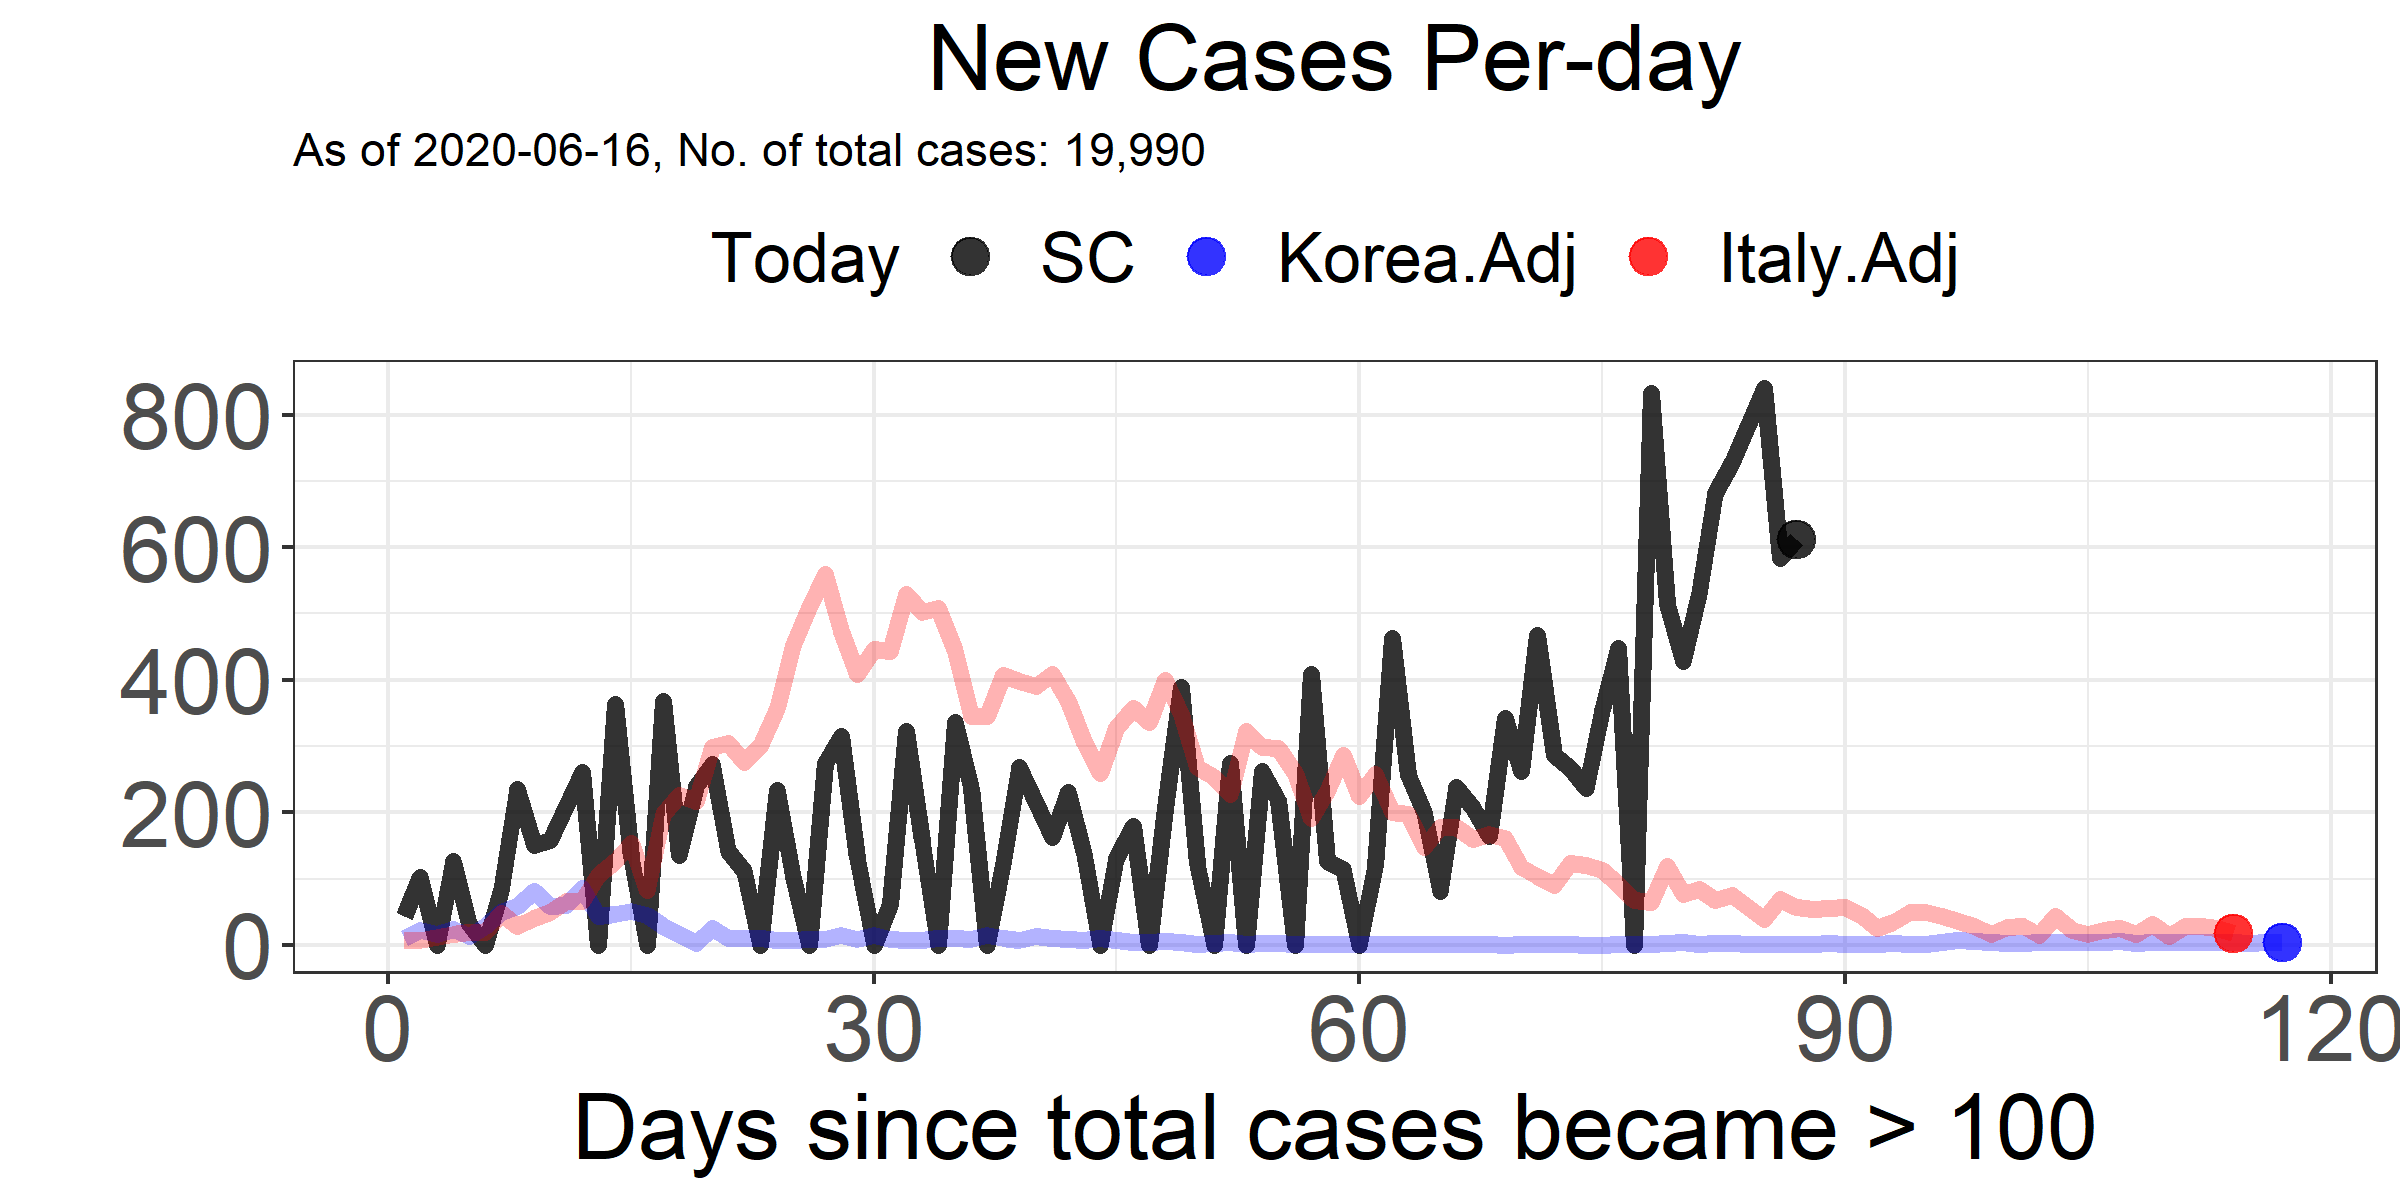 New Cases Per-day
As of 2020-06-16, No. of total cases: 19,990
Today SC Korea.Adj Italy.Adj
800
600
400
200
0
0 30 60 90 120
Days since total cases became > 100